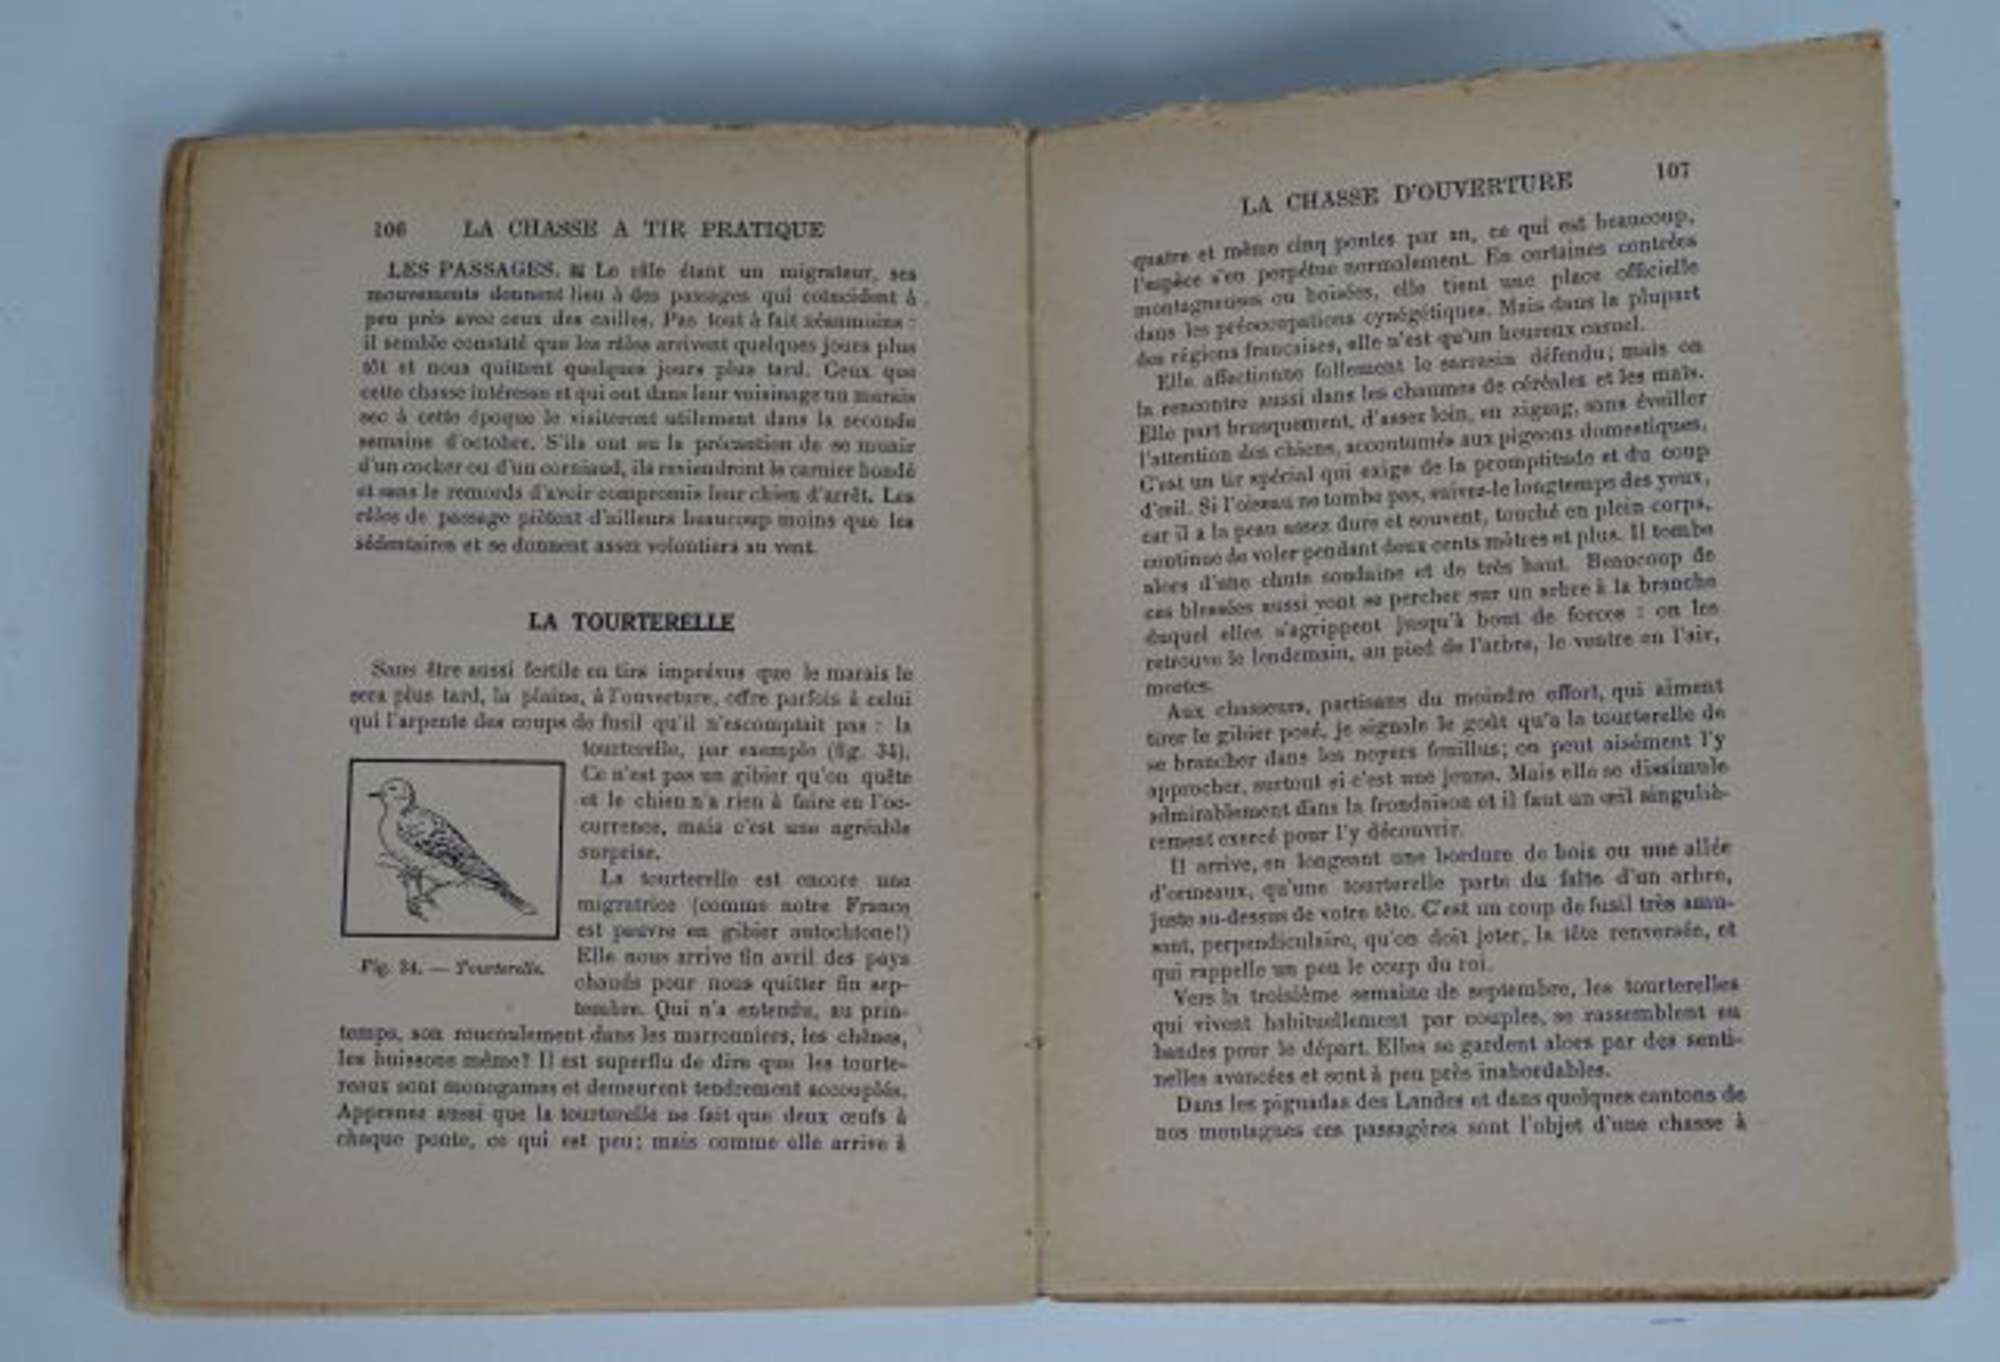 106 LA CHASSE A TIR PRATIQUE
LES PASSAGES. Le râle étant un migrateur, ses
mouvements donnent lieu à des passages qui coïncident à
peu près avec ceux des cailles. Pas tout à fait néanmoins :
il semble constaté que les râles arrivent quelques jours plus
tôt et nous quittent quelques jours plus tard. Ceux que
cette chasse intéresse et qui ont dans leur voisinage un marais
sec à cette époque le visiteront utilement dans la seconde
semaine d'octobre. S'ils ont eu la précaution de se munir
d'un cocker ou d'un corniaud, ils reviendront le carnier bondé
et sans le remords d'avoir compromis leur chien d'arrêt. Les
râles de passage piètent d'ailleurs beaucoup moins que les
sédentaires et se donnent assez volontiers au vent.
LA TOURTERELLE
Sans être aussi fertile en tirs imprévus que le marais le
sera plus tard, la plaine, à l'ouverture, offre parfois à celui
qui l'arpente des coups de fusil qu'il n'escomptait pas : la
tourterelle, par exemple (fig. 34).
Ce n'est pas un gibier qu'on quête
et le chien n'a rien à faire en l'oc-
currence, mais c'est une agréable
surprise.
La tourterelle est encore une
migratrice (comme notre France
est pauvre en gibier autochtone!)
Elle nous arrive fin avril des pays
chauds pour nous quitter fin sep-
tembre. Qui n'a entendu, au prin-
Fig. 34. — Tourterelle.
temps, son roucoulement dans les marronniers, les chênes,
les buissons même? Il est superflu de dire que les tourte-
reaux sont monogames et demeurent tendrement accouplés.
Apprenez aussi que la tourterelle ne fait que deux œufs à
chaque ponte, ce qui est peu; mais comme elle arrive à
LA CHASSE D'OUVERTURE 107
quatre et même cinq pontes par an, ce qui est beaucoup,
l'espèce s'en perpétue normalement. En certaines contrées
montagneuses ou boisées, elle tient une place officielle
dans les préoccupations cynégétiques. Mais dans la plupart
des régions françaises, elle n'est qu'un heureux casuel.
Elle affectionne follement le sarrasin défendu; mais on
la rencontre aussi dans les chaumes de céréales et les maïs.
Elle part brusquement, d'assez loin, en zigzag, sans éveiller
l'attention des chiens, accoutumés aux pigeons domestiques.
C'est un tir spécial qui exige de la promptitude et du coup
d'œil. Si l'oiseau ne tombe pas, suivez-le longtemps des yeux,
car il a la peau assez dure et souvent, touché en plein corps,
continue de voler pendant deux cents mètres et plus. Il tombe
alors d'une chute soudaine et de très haut. Beaucoup de
ces blessées aussi vont se percher sur un arbre à la branche
duquel elles s'agrippent jusqu'à bout de forces : on les
retrouve le lendemain, au pied de l'arbre, le ventre en l'air,
mortes.
Aux chasseurs, partisans du moindre effort, qui aiment
tirer le gibier posé, je signale le goût qu'a la tourterelle de
se brancher dans les noyers feuillus; on peut aisément l'y
approcher, surtout si c'est une jeune. Mais elle se dissimule
admirablement dans la frondaison et il faut un œil singuliè-
rement exercé pour l'y découvrir.
Il arrive, en longeant une bordure de bois ou une allée
d'ormeaux, qu'une tourterelle parte du faîte d'un arbre,
juste au-dessus de votre tête. C'est un coup de fusil très amu-
sant, perpendiculaire, qu'on doit jeter, la tête renversée, et
qui rappelle un peu le coup du roi.
Vers la troisième semaine de septembre, les tourterelles
qui vivent habituellement par couples, se rassemblent en
bandes pour le départ. Elles se gardent alors par des senti-
nelles avancées et sont à peu près inabordables.
Dans les pignadas des Landes et dans quelques cantons de
nos montagnes ces passagères sont l'objet d'une chasse à